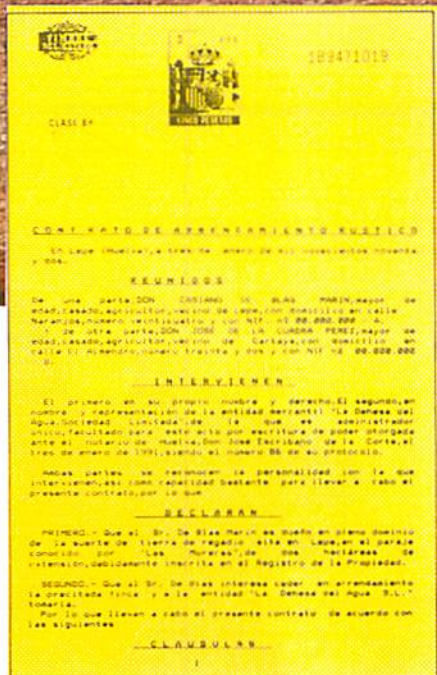 189471019
CLASE 8ª
CINCO PESETAS
CONTRATO DE ARRENDAMIENTO RUSTICO
En Lepe (Huelva), a tres de enero de mil novecientos noventa
y dos.
REUNIDOS
De una parte, DON CASIANO DE BLAS MARIN, mayor de
edad, casado, agricultor, vecino de Lepe, con domicilio en calle
Naranjos, número veinticuatro y con NIF. nº 00.000.000 A.
Y de otra parte, DON JOSE DE LA CUADRA PEREZ, mayor de
edad, casado, agricultor, vecino de Cartaya, con domicilio en
calle El Almendro, número treinta y dos y con NIF nº 00.000.000
INTERVIENEN
El primero en su propio nombre y derecho. El segundo, en
nombre y representación de la entidad mercantil "La Dehesa del
Agua, Sociedad Limitada", de la que es administrador
único, facultado para este acto por escritura de poder otorgada
ante el notario de Huelva, Don José Escribano de la Corte, el
tres de enero de 1991, siendo el número 86 de su protocolo.
Ambas partes se reconocen la personalidad con la que
intervienen, así como capacidad bastante para llevar a cabo el
presente contrato, por lo que
DECLARAN
PRIMERO.- Que el Sr. De Blas Marín es dueño en pleno dominio
de la suerte de tierra de regadío sita en Lepe, en el paraje
conocido por "Las Moreras", de dos hectáreas de
extensión, debidamente inscrita en el Registro de la Propiedad.
SEGUNDO.- Que al Sr. De Blas interesa ceder en arrendamiento
la precitada finca y a la entidad "La Dehesa del Agua S.L."
tomarla.
Por lo que llevan a cabo el presente contrato de acuerdo con
las siguientes
CLAUSULAS